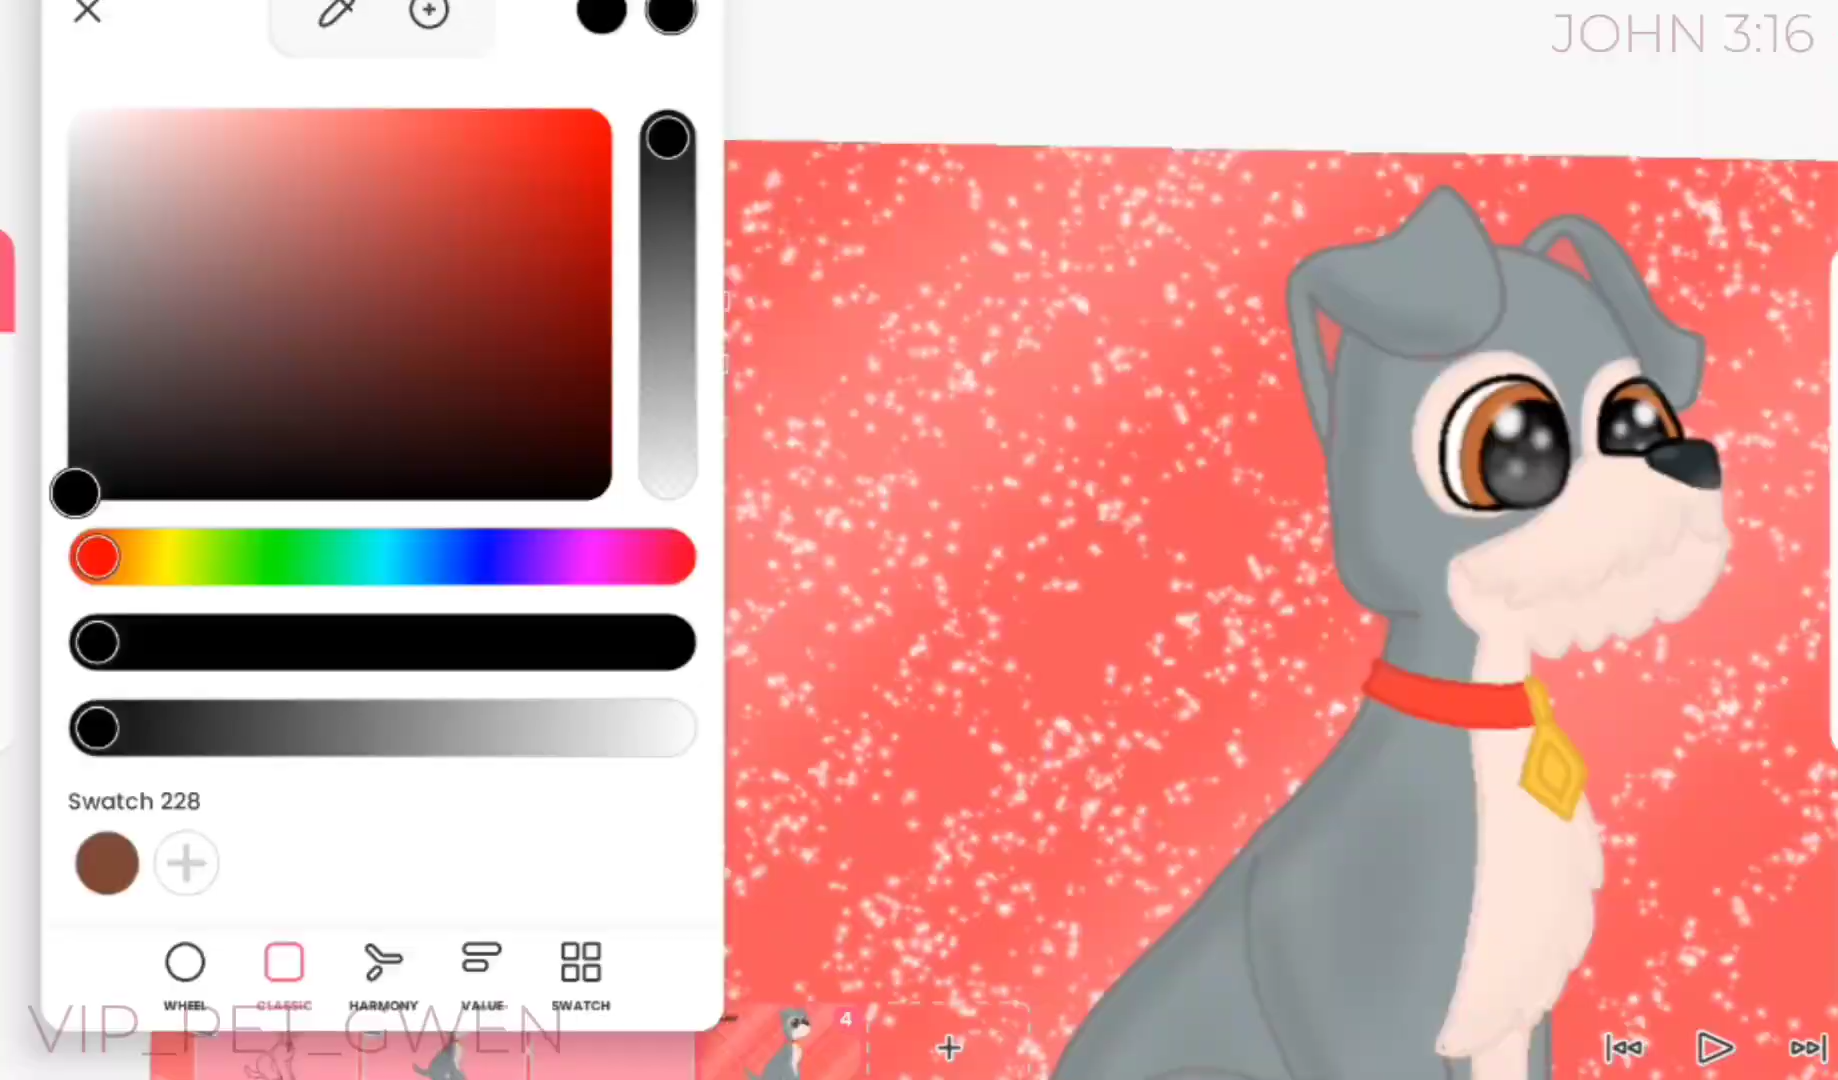 JOHN 3:16
Swatch 228
WHEEL
CLASSIC
HARMONY
VALUE
SWATCH
VIP_PET_GWEN
4